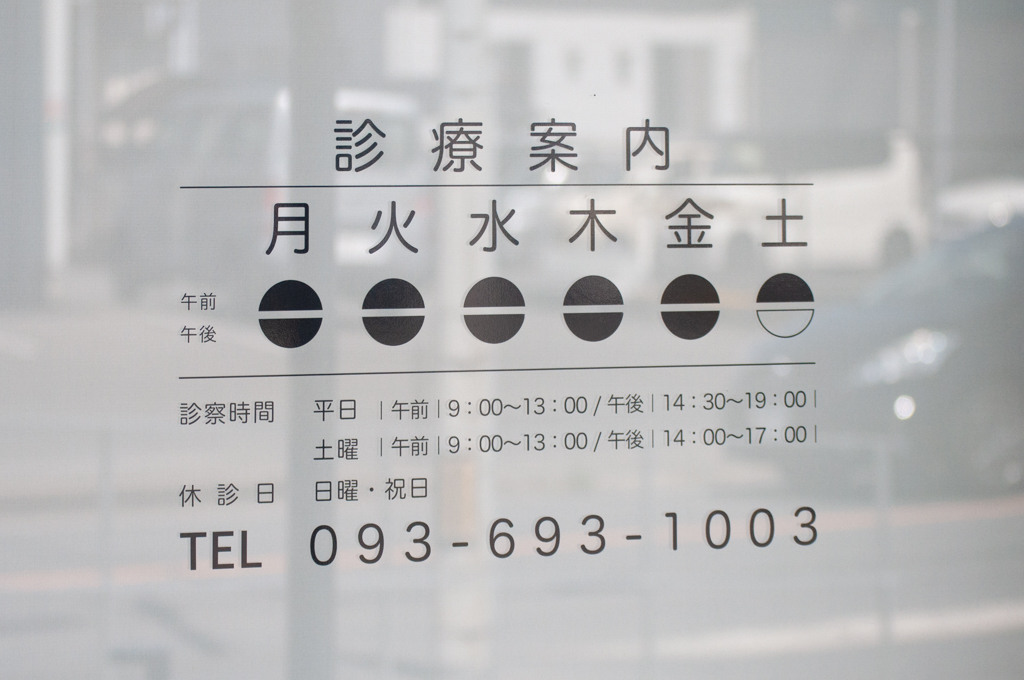 診療案内
月 火 水 木 金 土
午前
午後
診察時間 平日 |午前|9:00～13:00/午後|14:30～19:00|
土曜 |午前|9:00～13:00/午後|14:00～17:00|
休診日 日曜・祝日
TEL 093-693-1003